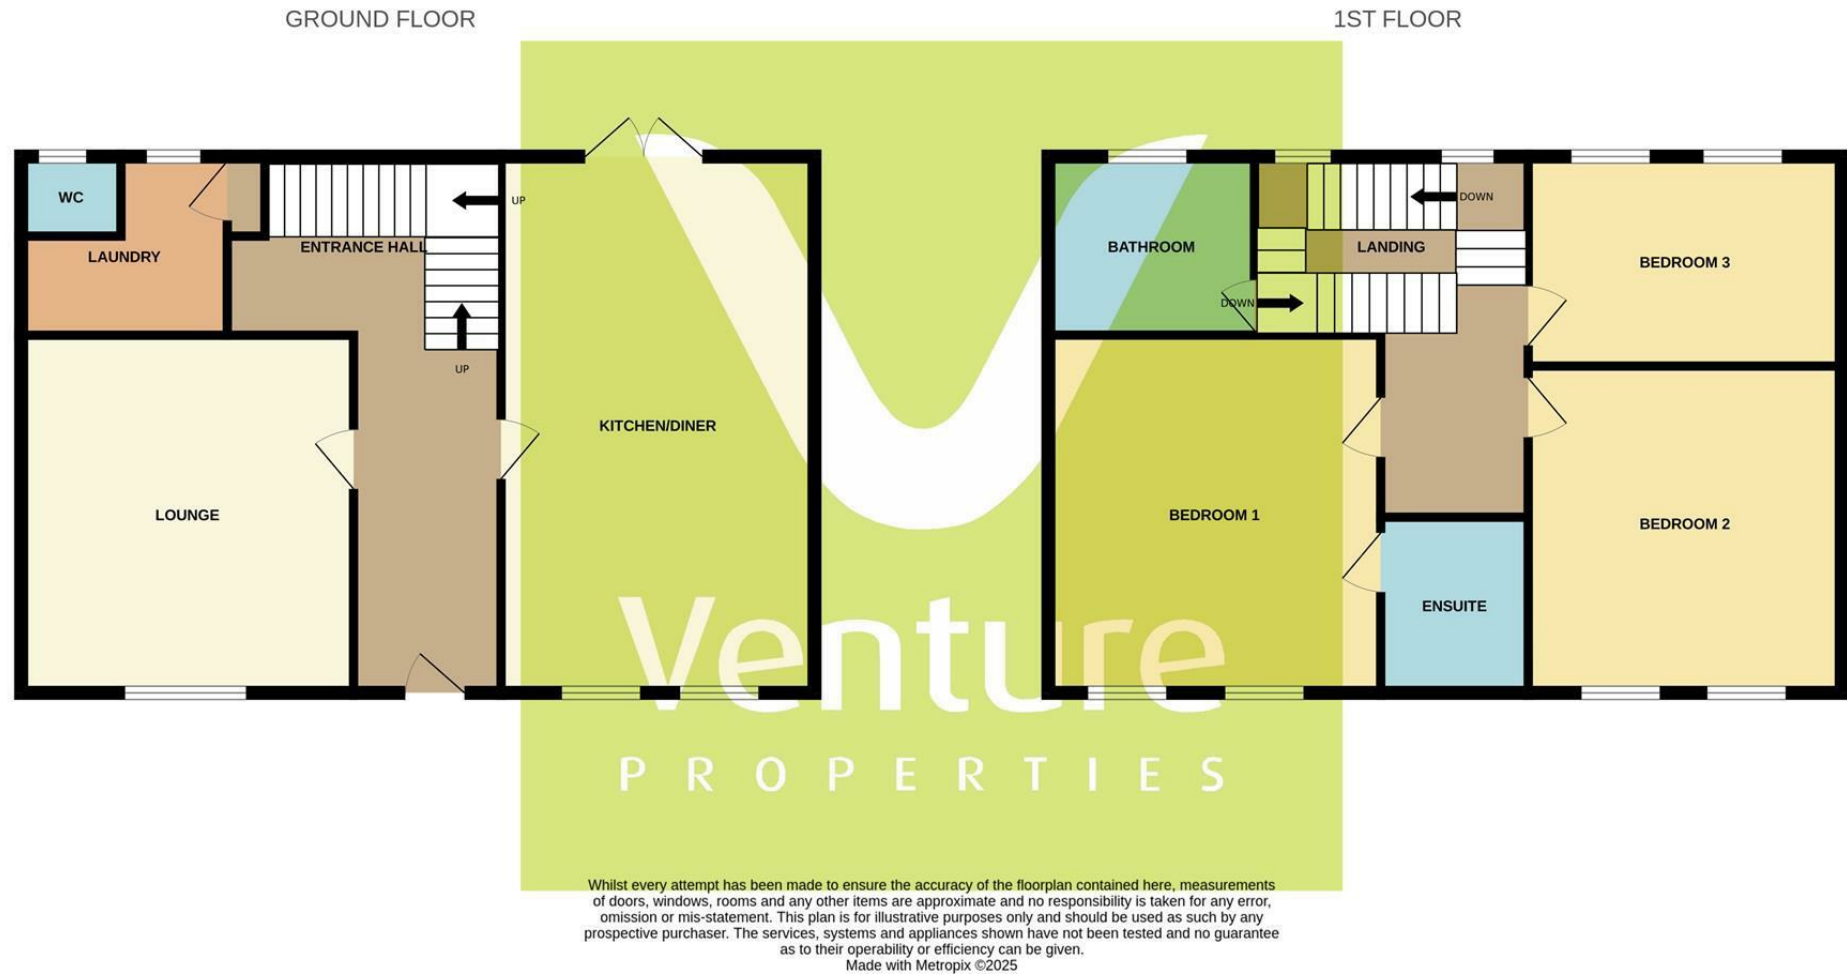 GROUND FLOOR
1ST FLOOR
WC
LAUNDRY
ENTRANCE HALL
UP
UP
LOUNGE
KITCHEN/DINER
BATHROOM
DOWN
LANDING
DOWN
BEDROOM 3
BEDROOM 1
BEDROOM 2
ENSUITE
Venture
PROPERTIES
Whilst every attempt has been made to ensure the accuracy of the floorplan contained here, measurements
of doors, windows, rooms and any other items are approximate and no responsibility is taken for any error,
omission or mis-statement. This plan is for illustrative purposes only and should be used as such by any
prospective purchaser. The services, systems and appliances shown have not been tested and no guarantee
as to their operability or efficiency can be given.
Made with Metropix ©2025